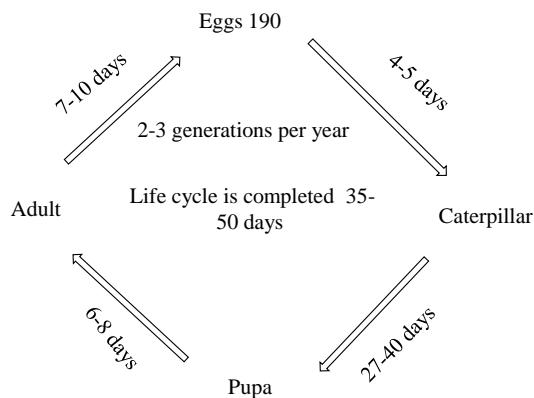 Eggs 190
7-10 days
4-5 days
2-3 generations per year
Life cycle is completed 35-
50 days
Adult
Caterpillar
6-8 days
27-40 days
Pupa